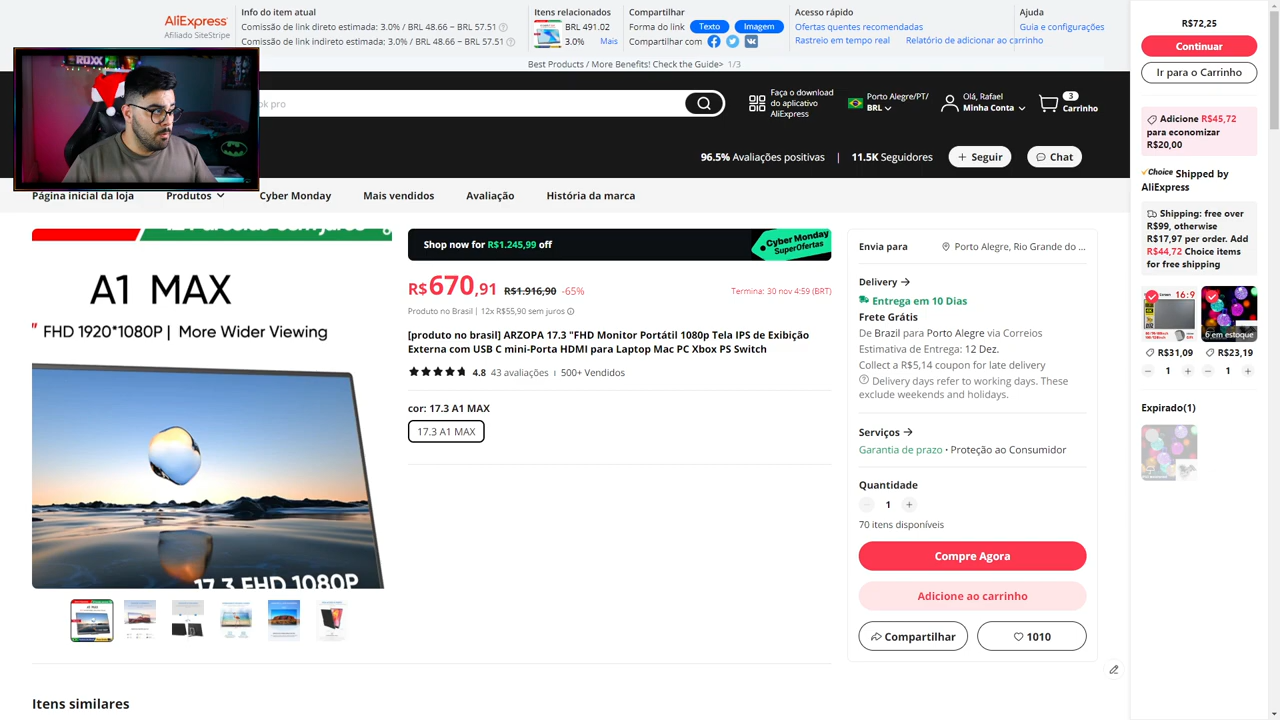 AliExpress
Afiliado SiteStripe
Info do item atual
Comissão de link direto estimada: 3.0% / BRL 48.66 ~ BRL 57.51
Comissão de link indireto estimada: 3.0% / BRL 48.66 ~ BRL 57.51
Itens relacionados
BRL 491.02
3.0% Mais
Compartilhar
Forma do link Texto Imagem
Compartilhar com
Acesso rápido
Ofertas quentes recomendadas
Rastreio em tempo real Relatório de adicionar ao carrinho
Ajuda
Guia e configurações
Best Products / More Benefits! Check the Guide> 1/3
ROXX
ok pro
Faça o download
do aplicativo
AliExpress
Porto Alegre/PT/
BRL
Olá, Rafael
Minha Conta
3
Carrinho
96.5% Avaliações positivas | 11.5K Seguidores
+ Seguir
Chat
Página inicial da loja
Produtos
Cyber Monday
Mais vendidos
Avaliação
História da marca
A1 MAX
" FHD 1920*1080P | More Wider Viewing
17.3 FHD 1080P
Shop now for R$1.245,99 off
Cyber Monday
SuperOfertas
R$670,91 R$1.916,90 -65%
Termina: 30 nov 4:59 (BRT)
Produto no Brasil | 12x R$55,90 sem juros
[produto no brasil] ARZOPA 17.3 "FHD Monitor Portátil 1080p Tela IPS de Exibição
Externa com USB C mini-Porta HDMI para Laptop Mac PC Xbox PS Switch
4.8 43 avaliações | 500+ Vendidos
cor: 17.3 A1 MAX
17.3 A1 MAX
Envia para
Porto Alegre, Rio Grande do ...
Delivery
Entrega em 10 Dias
Frete Grátis
De Brazil para Porto Alegre via Correios
Estimativa de Entrega: 12 Dez.
Collect a R$5,14 coupon for late delivery
Delivery days refer to working days. These
exclude weekends and holidays.
Serviços
Garantia de prazo • Proteção ao Consumidor
Quantidade
− 1 +
70 itens disponíveis
Compre Agora
Adicione ao carrinho
Compartilhar
1010
Itens similares
R$72,25
Continuar
Ir para o Carrinho
Adicione R$45,72
para economizar
R$20,00
Choice Shipped by
AliExpress
Shipping: free over
R$99, otherwise
R$17,97 per order. Add
R$44,72 Choice items
for free shipping
16:9
6 em estoque
R$31,09
R$23,19
− 1 +
− 1 +
Expirado(1)